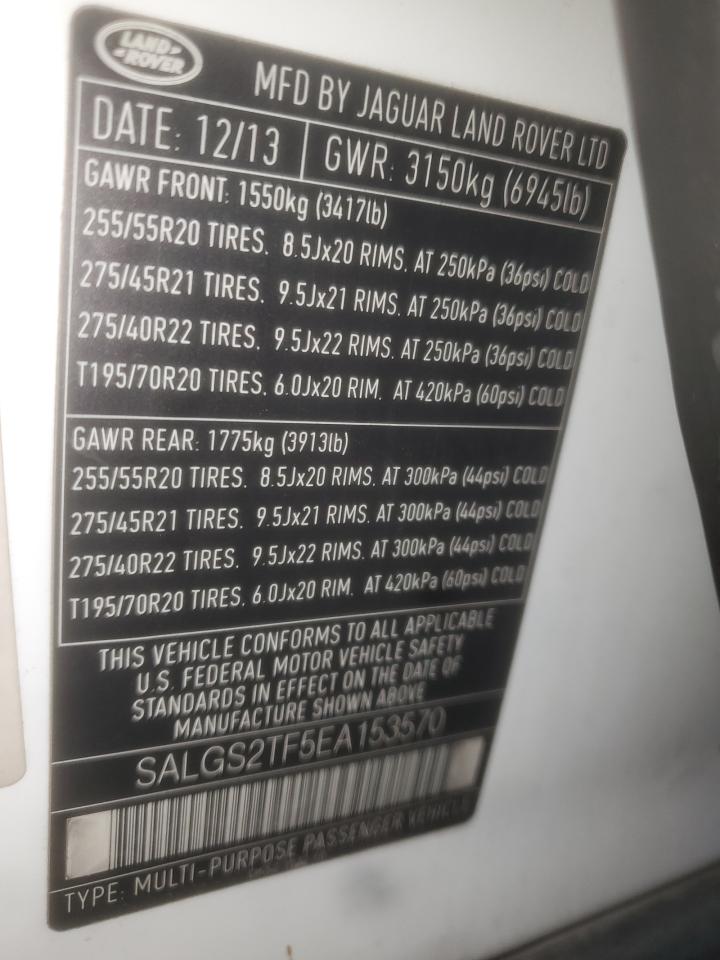 LAND-
-ROVER
MFD BY JAGUAR LAND ROVER LTD
DATE: 12/13 GWR: 3150kg (6945lb)
GAWR FRONT: 1550kg (3417lb)
255/55R20 TIRES. 8.5Jx20 RIMS. AT 250kPa (36psi) COLD
275/45R21 TIRES. 9.5Jx21 RIMS. AT 250kPa (36psi) COLD
275/40R22 TIRES. 9.5Jx22 RIMS. AT 250kPa (36psi) COLD
T195/70R20 TIRES. 6.0Jx20 RIM. AT 420kPa (60psi) COLD
GAWR REAR: 1775kg (3913lb)
255/55R20 TIRES. 8.5Jx20 RIMS. AT 300kPa (44psi) COLD
275/45R21 TIRES. 9.5Jx21 RIMS. AT 300kPa (44psi) COLD
275/40R22 TIRES. 9.5Jx22 RIMS. AT 300kPa (44psi) COLD
T195/70R20 TIRES. 6.0Jx20 RIM. AT 420kPa (60psi) COLD
THIS VEHICLE CONFORMS TO ALL APPLICABLE
U.S. FEDERAL MOTOR VEHICLE SAFETY
STANDARDS IN EFFECT ON THE DATE OF
MANUFACTURE SHOWN ABOVE
SALGS2TF5EA153570
TYPE: MULTI-PURPOSE PASSENGER VEHICLE